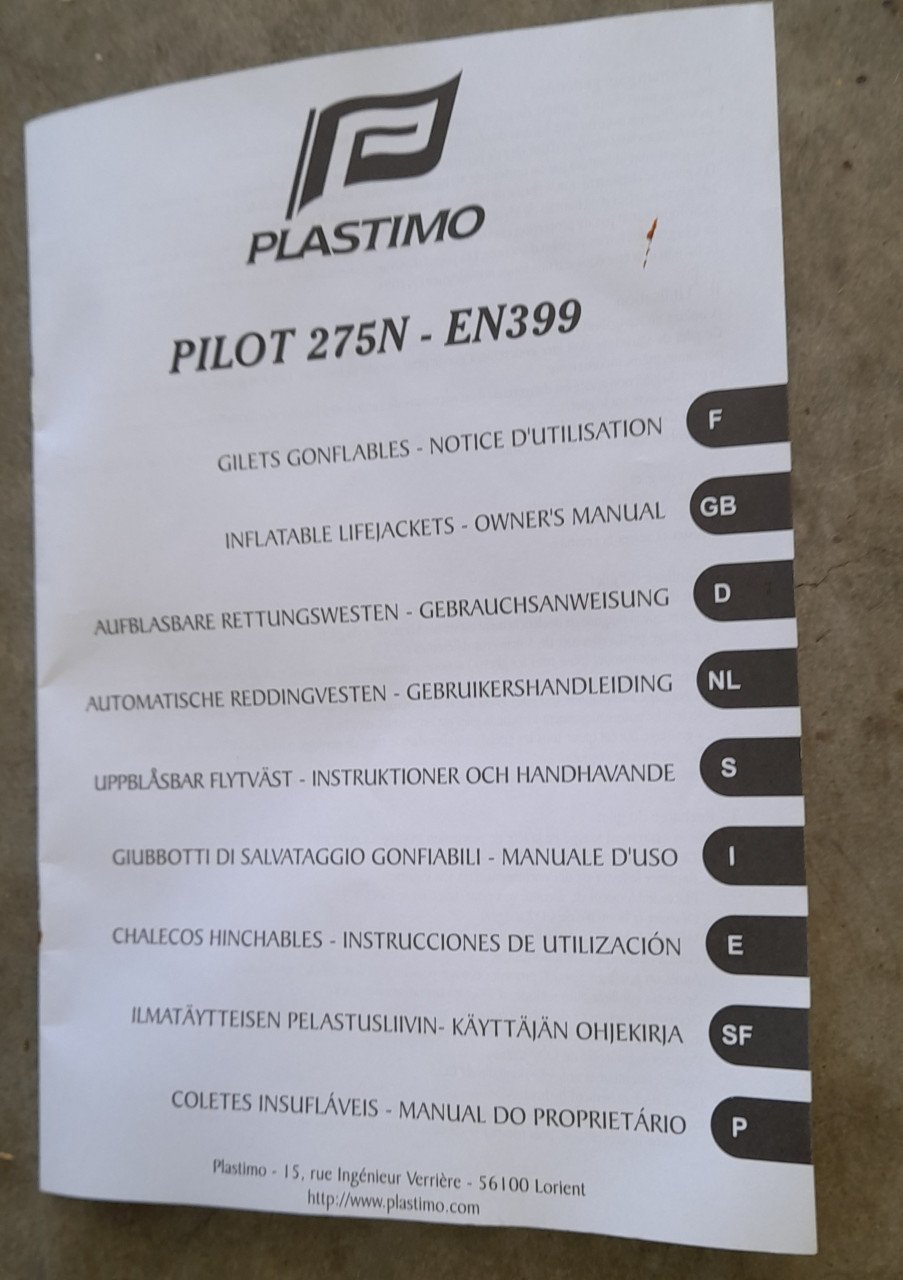 PLASTIMO
PILOT 275N - EN399
GILETS GONFLABLES - NOTICE D'UTILISATION F
INFLATABLE LIFEJACKETS - OWNER'S MANUAL GB
AUFBLASBARE RETTUNGSWESTEN - GEBRAUCHSANWEISUNG D
AUTOMATISCHE REDDINGVESTEN - GEBRUIKERSHANDLEIDING NL
UPPBLÅSBAR FLYTVÄST - INSTRUKTIONER OCH HANDHAVANDE S
GIUBBOTTI DI SALVATAGGIO GONFIABILI - MANUALE D'USO I
CHALECOS HINCHABLES - INSTRUCCIONES DE UTILIZACIÓN E
ILMATÄYTTEISEN PELASTUSLIIVIN- KÄYTTÄJÄN OHJEKIRJA SF
COLETES INSUFLÁVEIS - MANUAL DO PROPRIETÁRIO P
Plastimo - 15, rue Ingénieur Verrière - 56100 Lorient
http://www.plastimo.com